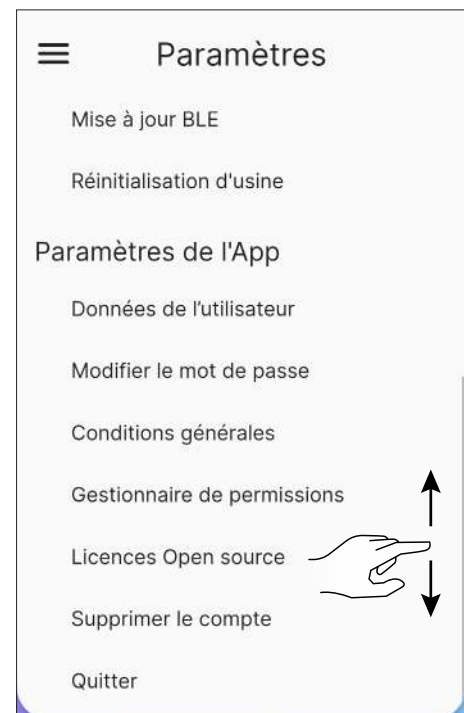 Paramètres
Mise à jour BLE
Réinitialisation d'usine
Paramètres de l'App
Données de l’utilisateur
Modifier le mot de passe
Conditions générales
Gestionnaire de permissions
Licences Open source
Supprimer le compte
Quitter